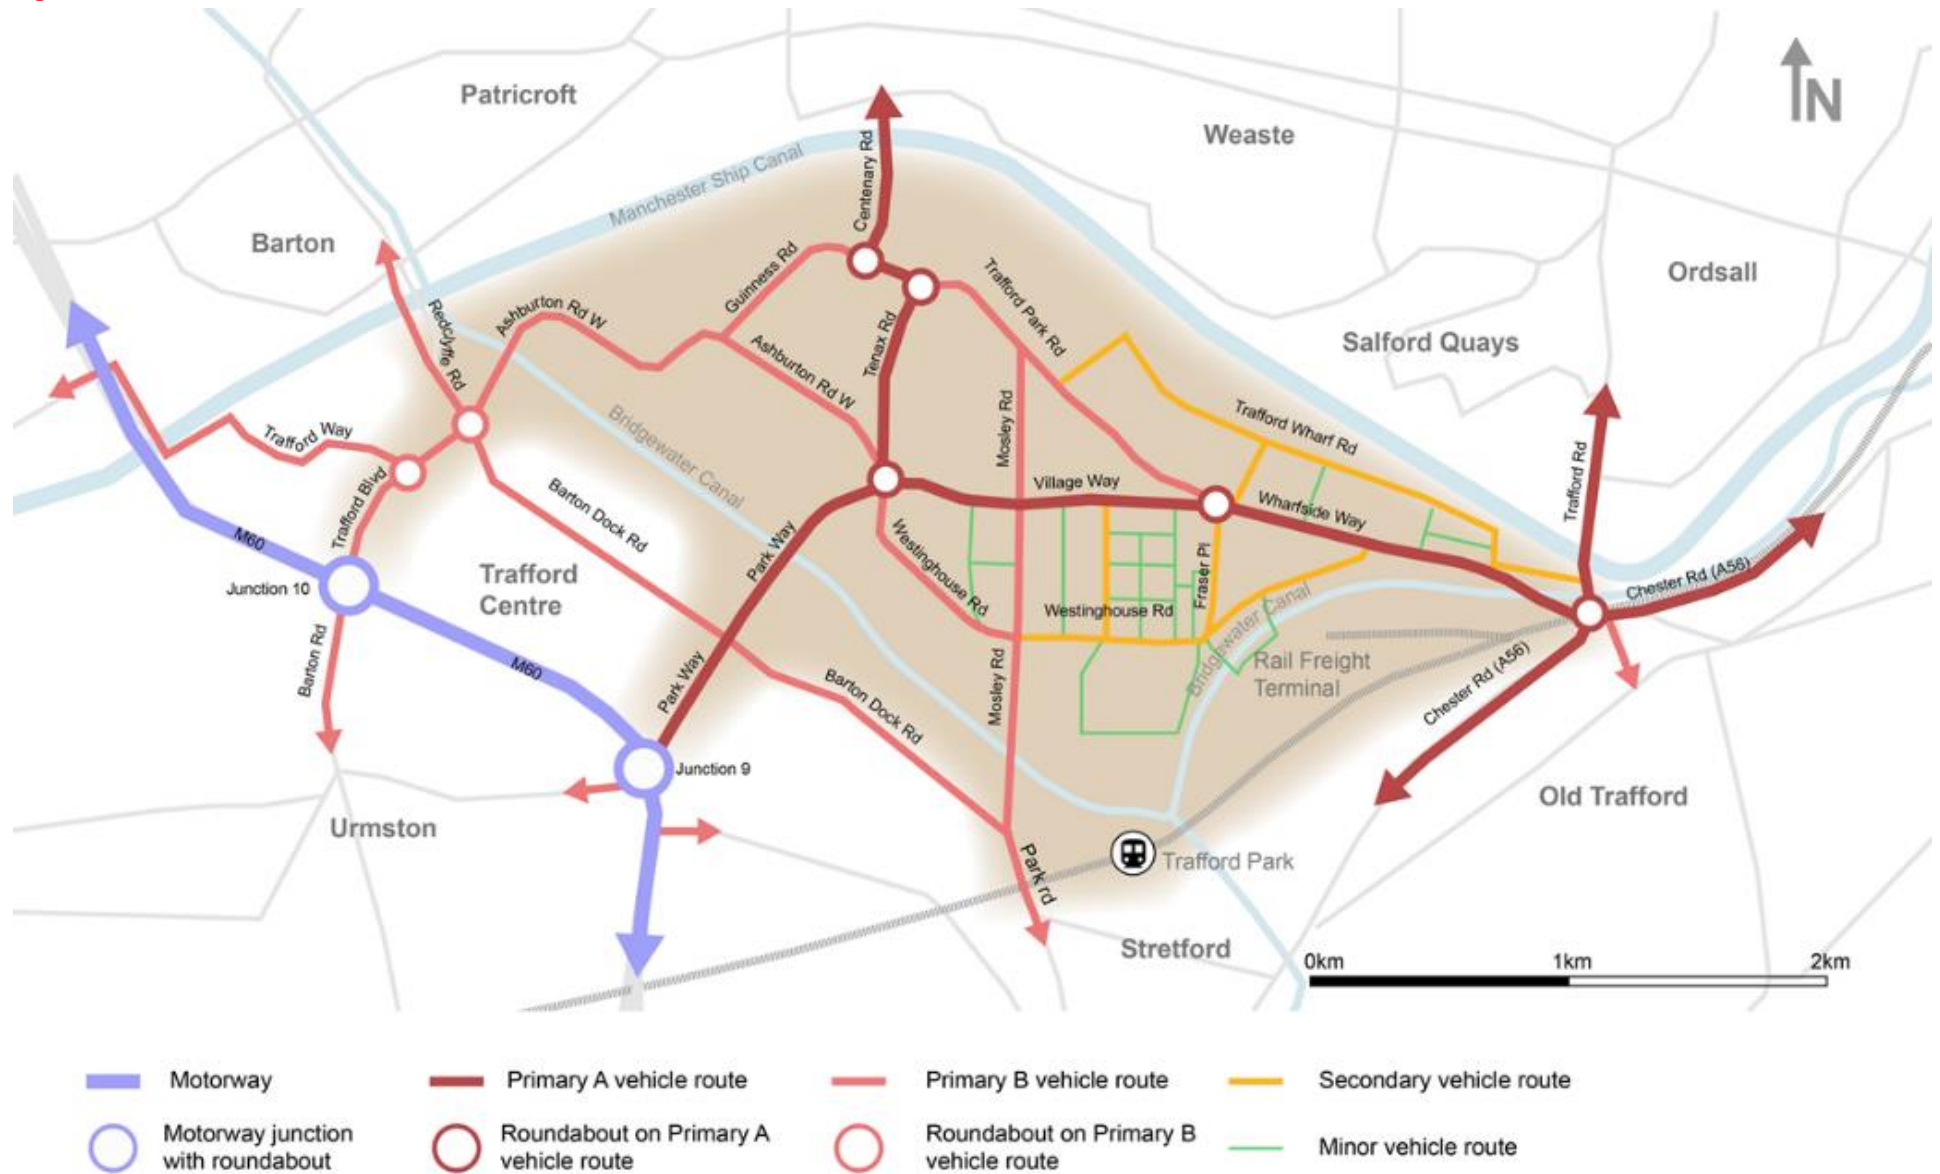 Patricroft
Weaste
N
Centenary Rd
Manchester Ship Canal
Barton
Ordsall
Guinness Rd
Trafford Park Rd
Redclyffe Rd
Ashburton Rd W
Tenax Rd
Salford Quays
Ashburton Rd W
Mosley Rd
Trafford Wharf Rd
Trafford Way
Bridgewater Canal
Trafford Rd
Trafford Blvd
Barton Dock Rd
Village Way
Wharfside Way
M60
Park Way
Westinghouse Rd
Fraser Pl
Junction 10
Trafford
Centre
Westinghouse Rd
Bridgewater Canal
Chester Rd (A56)
Barton Rd
M60
Park Way
Mosley Rd
Barton Dock Rd
Rail Freight
Terminal
Chester Rd (A56)
Junction 9
Old Trafford
Urmston
Trafford Park
Park rd
Stretford
0km
1km
2km
Motorway
Primary A vehicle route
Primary B vehicle route
Secondary vehicle route
Motorway junction
with roundabout
Roundabout on Primary A
vehicle route
Roundabout on Primary B
vehicle route
Minor vehicle route